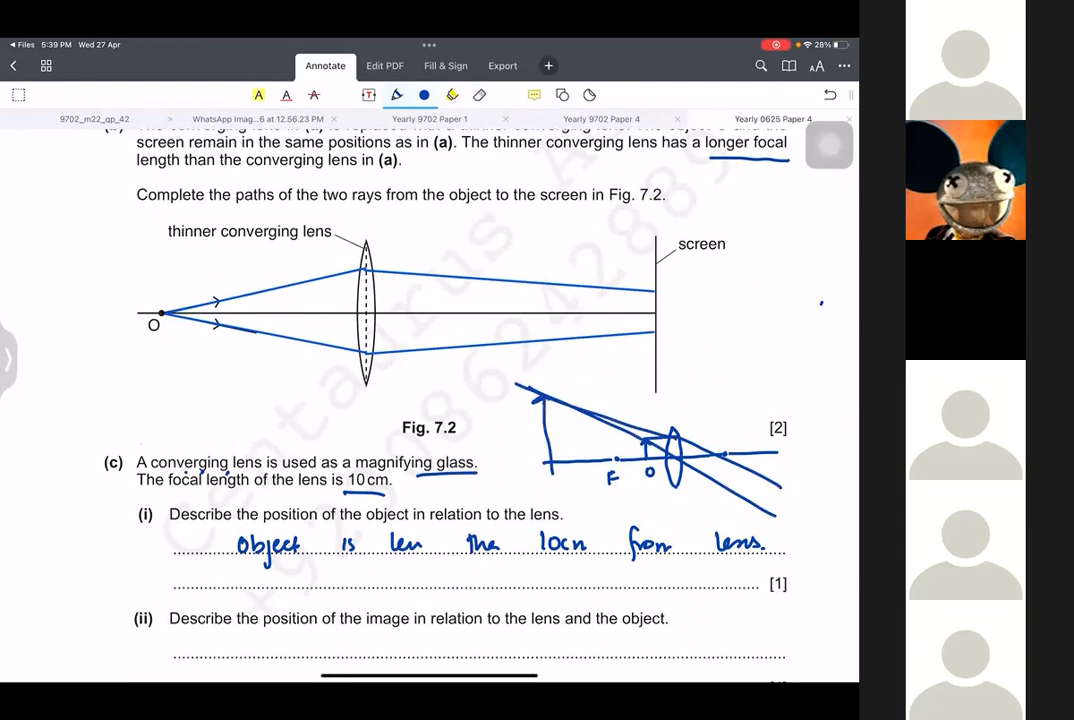 Files 5:39 PM Wed 27 Apr
28%
Annotate Edit PDF Fill & Sign Export
AA
A A A T
9702_m22_qp_42 WhatsApp Imag...6 at 12.56.23 PM Yearly 9702 Paper 1 Yearly 9702 Paper 4 Yearly 0625 Paper 4
screen remain in the same positions as in (a). The thinner converging lens has a longer focal
length than the converging lens in (a).
Complete the paths of the two rays from the object to the screen in Fig. 7.2.
thinner converging lens
screen
O
Fig. 7.2
[2]
F O
(c) A converging lens is used as a magnifying glass.
The focal length of the lens is 10 cm.
(i) Describe the position of the object in relation to the lens.
Object is len the 10cn from lens.
[1]
(ii) Describe the position of the image in relation to the lens and the object.
Centaurus A
+923098624288